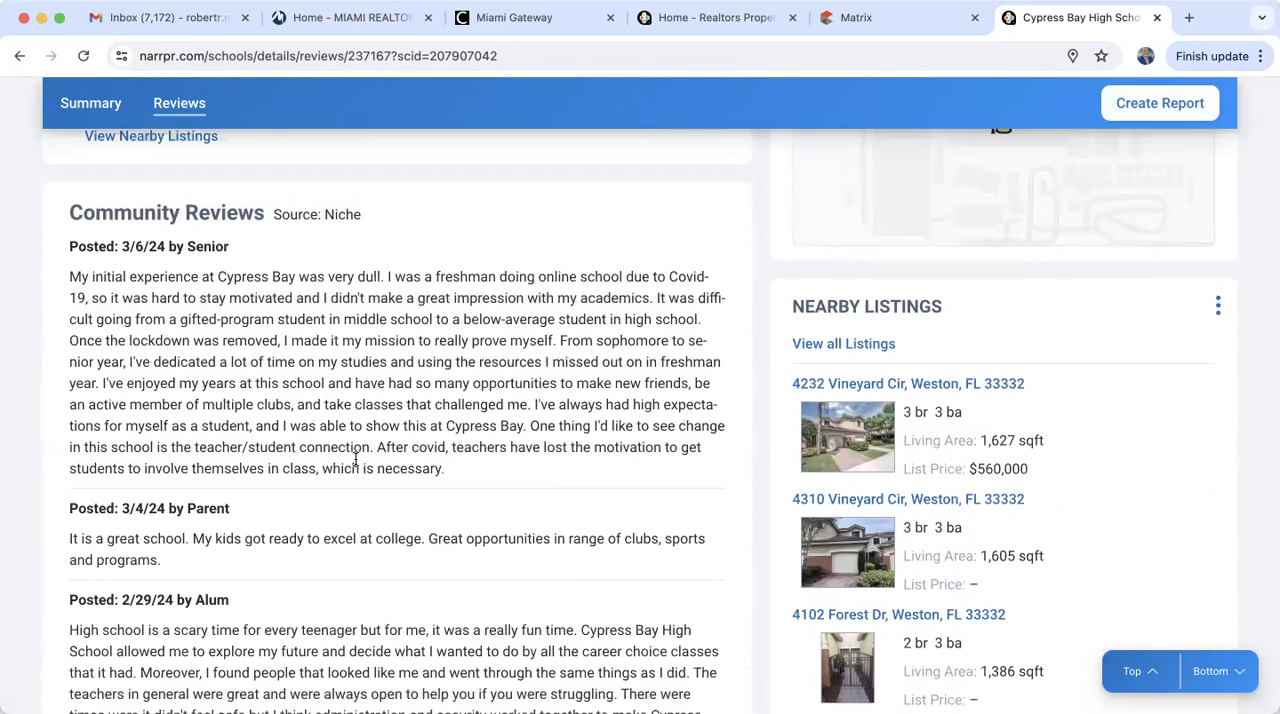 Inbox (7,172) - robertr.n
Home - MIAMI REALTO
Miami Gateway
Home - Realtors Prope
Matrix
Cypress Bay High Scho
narrpr.com/schools/details/reviews/237167?scid=207907042
Finish update
Summary
Reviews
Create Report
View Nearby Listings
Community Reviews Source: Niche
Posted: 3/6/24 by Senior
My initial experience at Cypress Bay was very dull. I was a freshman doing online school due to Covid-
19, so it was hard to stay motivated and I didn't make a great impression with my academics. It was diffi-
cult going from a gifted-program student in middle school to a below-average student in high school.
Once the lockdown was removed, I made it my mission to really prove myself. From sophomore to se-
nior year, I've dedicated a lot of time on my studies and using the resources I missed out on in freshman
year. I've enjoyed my years at this school and have had so many opportunities to make new friends, be
an active member of multiple clubs, and take classes that challenged me. I've always had high expecta-
tions for myself as a student, and I was able to show this at Cypress Bay. One thing I'd like to see change
in this school is the teacher/student connection. After covid, teachers have lost the motivation to get
students to involve themselves in class, which is necessary.
Posted: 3/4/24 by Parent
It is a great school. My kids got ready to excel at college. Great opportunities in range of clubs, sports
and programs.
Posted: 2/29/24 by Alum
High school is a scary time for every teenager but for me, it was a really fun time. Cypress Bay High
School allowed me to explore my future and decide what I wanted to do by all the career choice classes
that it had. Moreover, I found people that looked like me and went through the same things as I did. The
teachers in general were great and were always open to help you if you were struggling. There were
times were it didn't feel safe but I think administration and security worked together to make Cypress
NEARBY LISTINGS
View all Listings
4232 Vineyard Cir, Weston, FL 33332
3 br 3 ba
Living Area: 1,627 sqft
List Price: $560,000
4310 Vineyard Cir, Weston, FL 33332
3 br 3 ba
Living Area: 1,605 sqft
List Price: –
4102 Forest Dr, Weston, FL 33332
2 br 3 ba
Living Area: 1,386 sqft
List Price: –
Top
Bottom